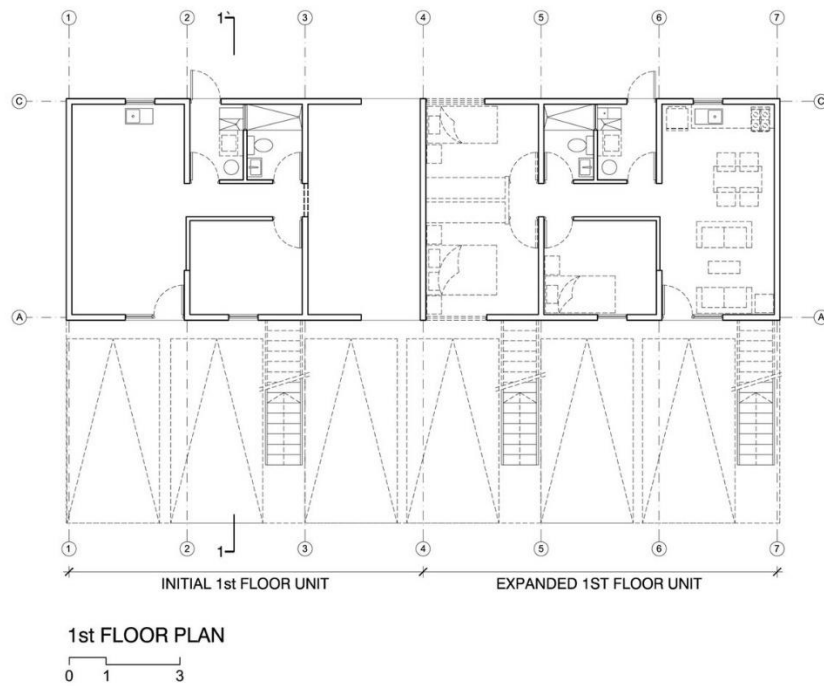 1 2 1` 3 4 5 6 7
C C
A A
1 2 1 3 4 5 6 7
INITIAL 1st FLOOR UNIT EXPANDED 1ST FLOOR UNIT
1st FLOOR PLAN
0 1 3